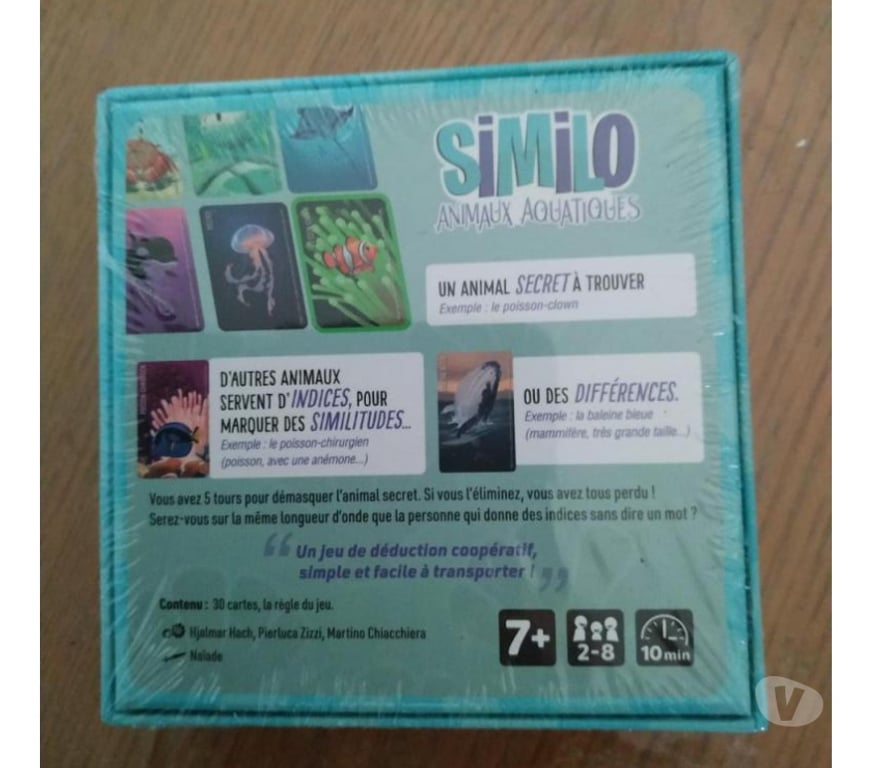 SiMiLO
ANIMAUX AQUATIQUES
UN ANIMAL SECRET À TROUVER
Exemple : le poisson-clown
D'AUTRES ANIMAUX
SERVENT D'INDICES, POUR
MARQUER DES SIMILITUDES...
Exemple : le poisson-chirurgien
(poisson, avec une anémone...)
OU DES DIFFÉRENCES.
Exemple : la baleine bleue
(mammifère, très grande taille...)
Vous avez 5 tours pour démasquer l'animal secret. Si vous l'éliminez, vous avez tous perdu !
Serez-vous sur la même longueur d'onde que la personne qui donne des indices sans dire un mot ?
“ Un jeu de déduction coopératif,
simple et facile à transporter ! ”
Contenu : 30 cartes, la règle du jeu.
Hjalmar Hach, Pierluca Zizzi, Martino Chiacchiera
Naïade
7+
2-8
10 min
V